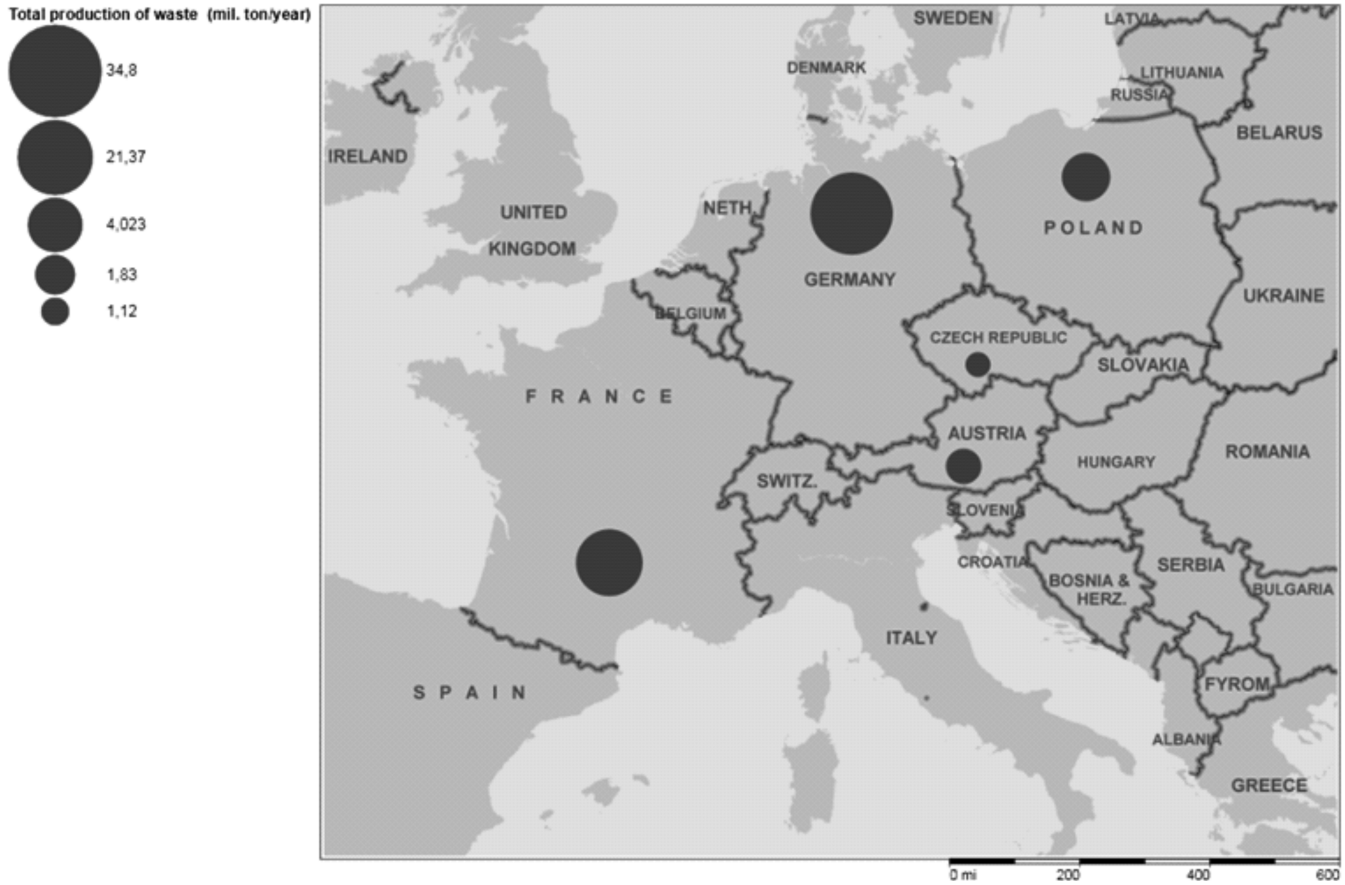 Total production of waste (mil. ton/year)
34,8
21,37
4,023
1,83
1,12
SWEDEN
LATVIA
DENMARK
LITHUANIA
RUSSIA
BELARUS
IRELAND
UNITED
KINGDOM
NETH.
POLAND
GERMANY
UKRAINE
BELGIUM
CZECH REPUBLIC
SLOVAKIA
FRANCE
AUSTRIA
HUNGARY
ROMANIA
SWITZ.
SLOVENIA
CROATIA
BOSNIA &
HERZ.
SERBIA
BULGARIA
ITALY
SPAIN
FYROM
ALBANIA
GREECE
0 mi 200 400 600